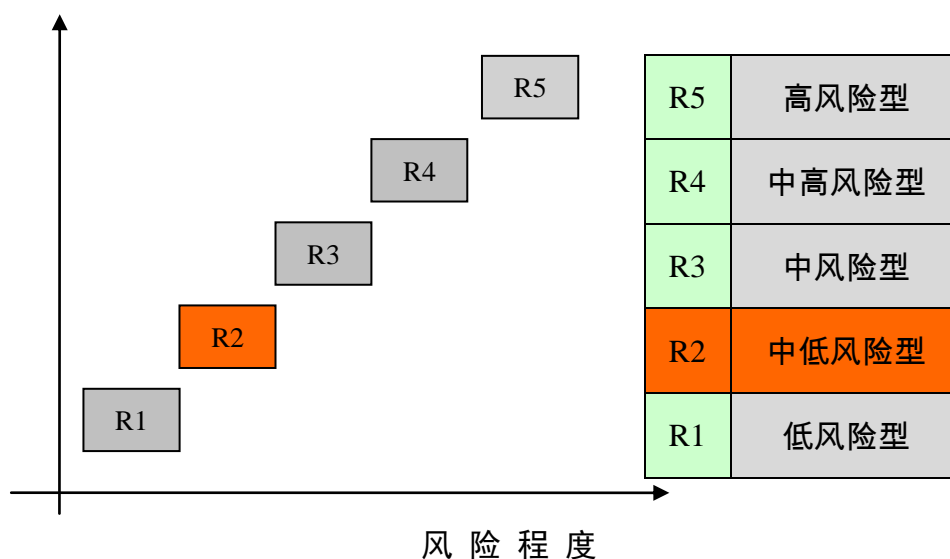 R5
R4
R3
R2
R1
R5 高风险型
R4 中高风险型
R3 中风险型
R2 中低风险型
R1 低风险型
风险程度